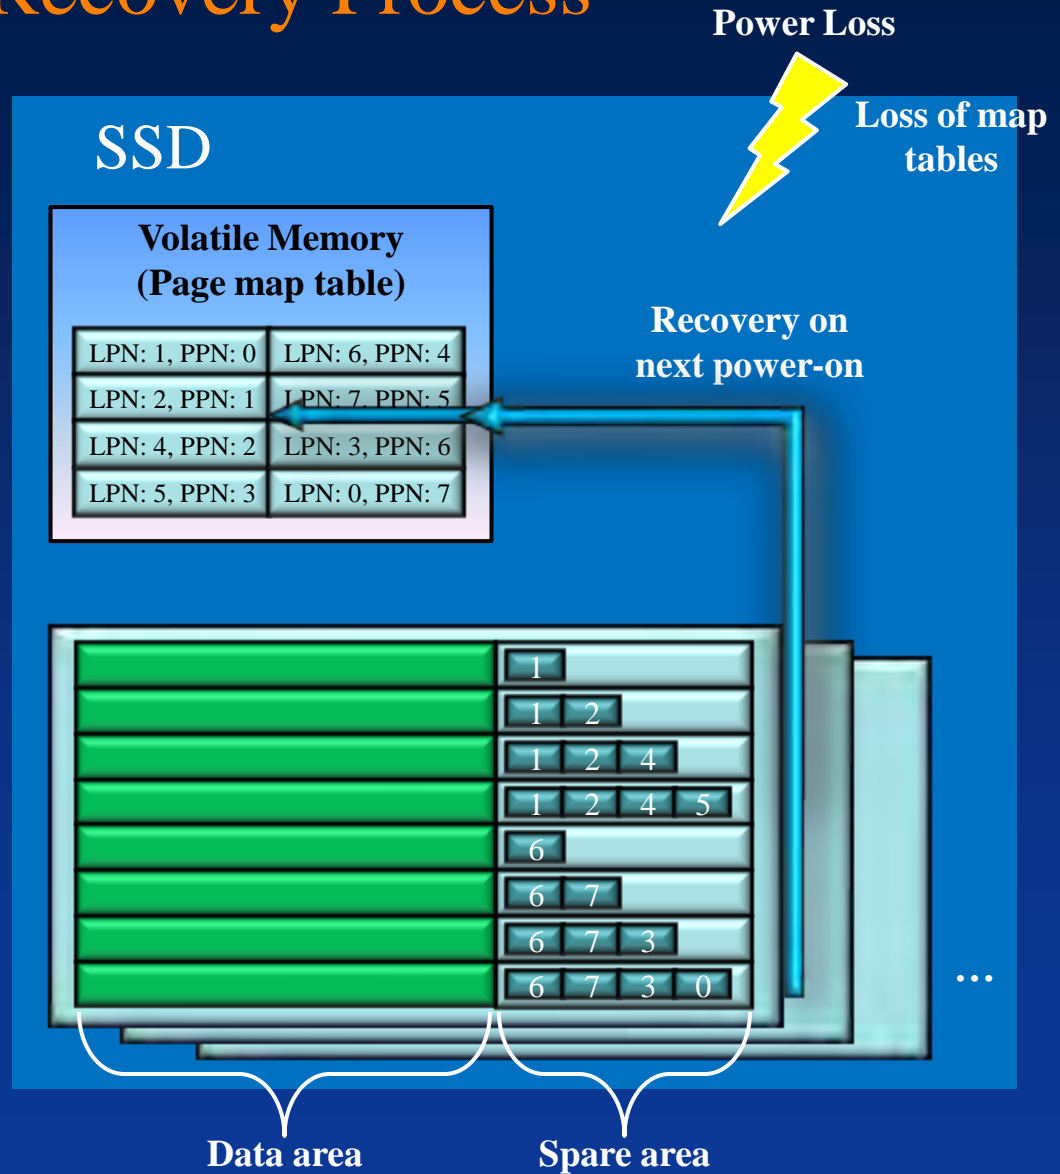 Recovery Process
Power Loss
Loss of map
tables
SSD
Volatile Memory
(Page map table)
LPN: 1, PPN: 0 LPN: 6, PPN: 4
LPN: 2, PPN: 1 LPN: 7, PPN: 5
LPN: 4, PPN: 2 LPN: 3, PPN: 6
LPN: 5, PPN: 3 LPN: 0, PPN: 7
Recovery on
next power-on
1
1 2
1 2 4
1 2 4 5
6
6 7
6 7 3
6 7 3 0
...
Data area Spare area